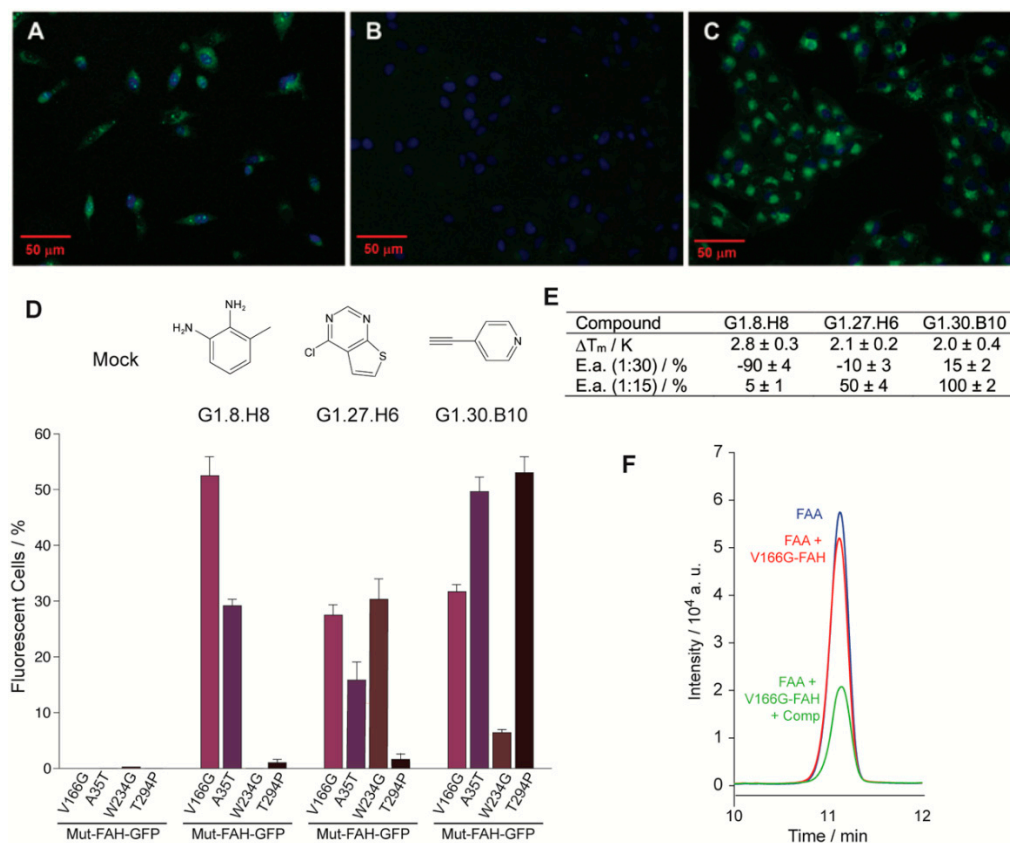 A
B
C
50 µm
50 µm
50 µm
D
Mock
NH₂
H₂N
N
N
Cl
S
N
G1.8.H8
G1.27.H6
G1.30.B10
E
Compound G1.8.H8 G1.27.H6 G1.30.B10
ΔTₘ / K 2.8 ± 0.3 2.1 ± 0.2 2.0 ± 0.4
E.a. (1:30) / % -90 ± 4 -10 ± 3 15 ± 2
E.a. (1:15) / % 5 ± 1 50 ± 4 100 ± 2
Fluorescent Cells / %
60
50
40
30
20
10
0
V166G A35T W234G T294P V166G A35T W234G T294P V166G A35T W234G T294P V166G A35T W234G T294P
Mut-FAH-GFP Mut-FAH-GFP Mut-FAH-GFP Mut-FAH-GFP
F
Intensity / 10⁴ a. u.
7
6
5
4
3
2
1
0
FAA
FAA +
V166G-FAH
FAA +
V166G-FAH
+ Comp
10 11 12
Time / min